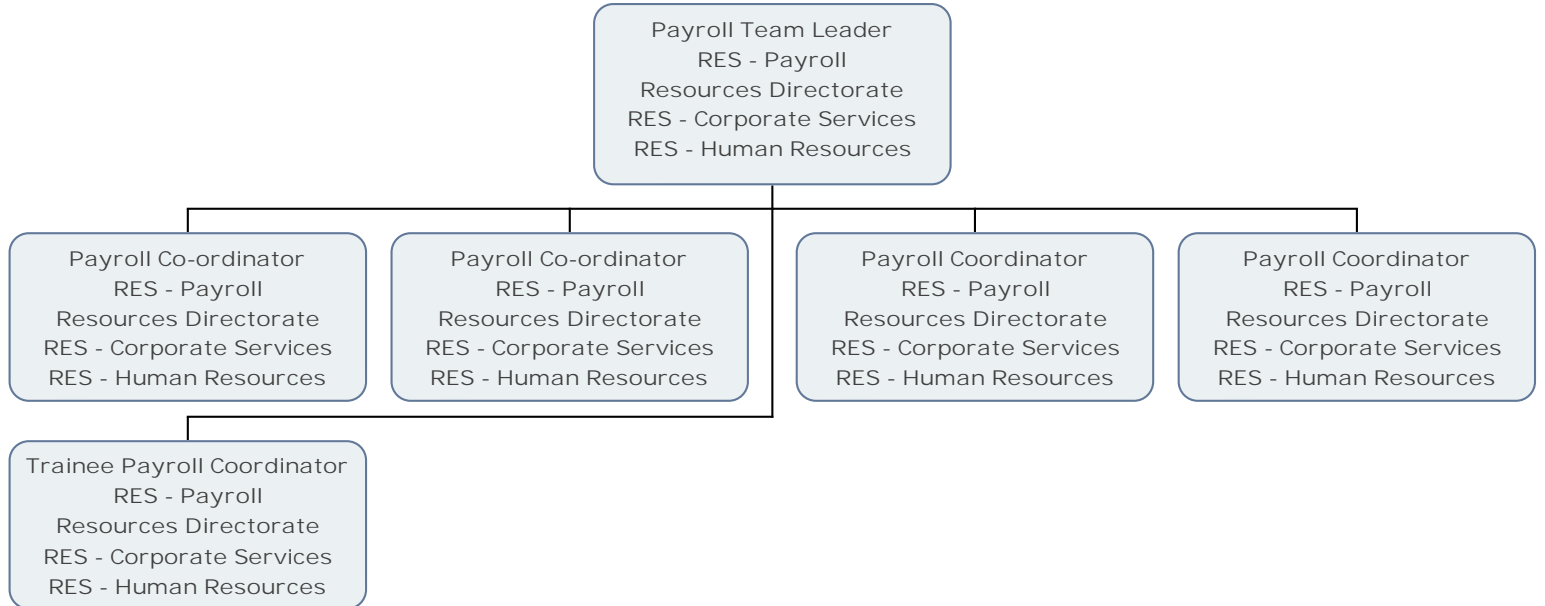 Payroll Team Leader
RES - Payroll
Resources Directorate
RES - Corporate Services
RES - Human Resources
Payroll Co-ordinator
RES - Payroll
Resources Directorate
RES - Corporate Services
RES - Human Resources
Payroll Co-ordinator
RES - Payroll
Resources Directorate
RES - Corporate Services
RES - Human Resources
Payroll Coordinator
RES - Payroll
Resources Directorate
RES - Corporate Services
RES - Human Resources
Payroll Coordinator
RES - Payroll
Resources Directorate
RES - Corporate Services
RES - Human Resources
Trainee Payroll Coordinator
RES - Payroll
Resources Directorate
RES - Corporate Services
RES - Human Resources